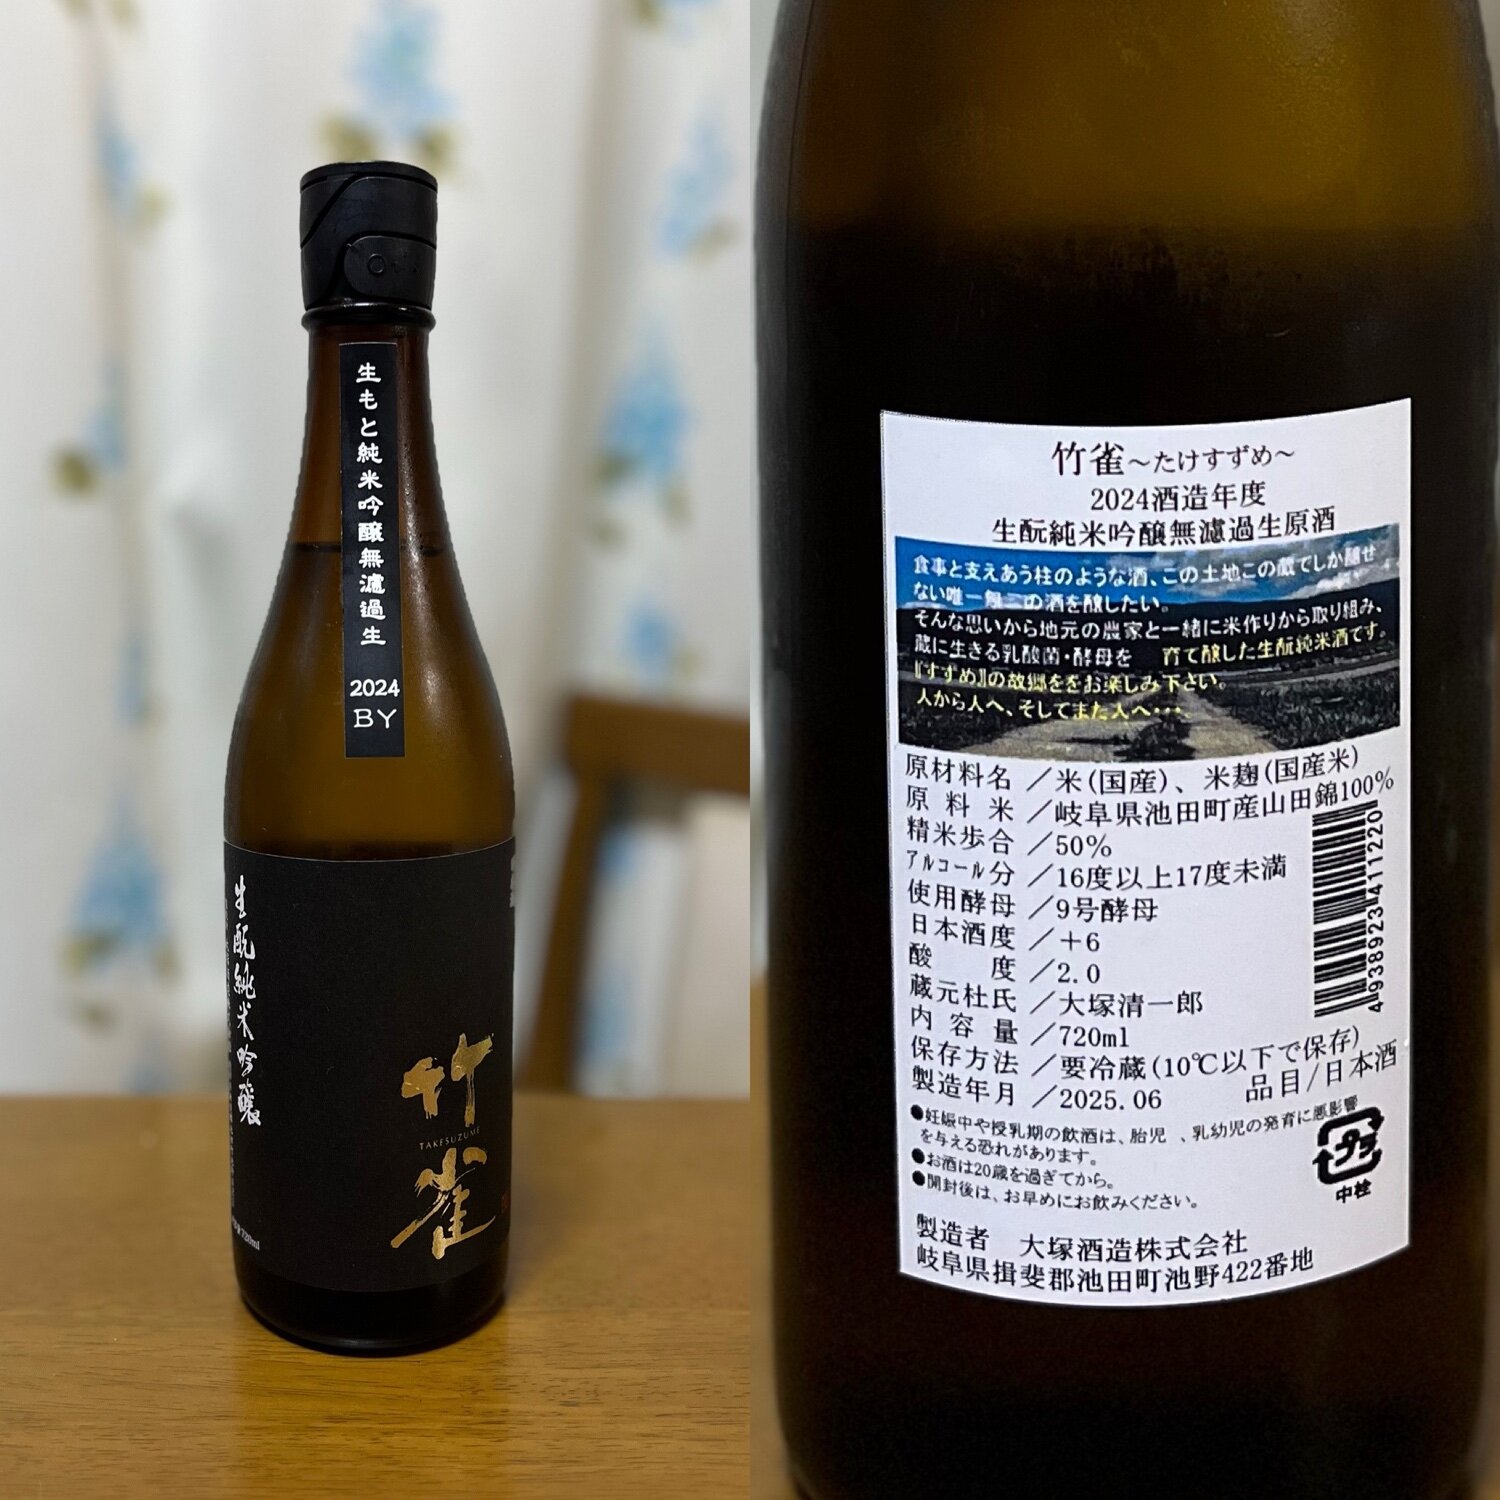 生もと純米吟醸無濾過生
2024
BY
生酛純米吟醸
竹雀
TAKESUZUME
720ml
竹雀～たけすずめ～
2024酒造年度
生酛純米吟醸無濾過生原酒
食事と支えあう柱のような酒、この土地この蔵でしか醸せ
ない唯一無二の酒を醸したい。
そんな思いから地元の農家と一緒に米作りから取り組み、
蔵に生きる乳酸菌・酵母を 育て醸した生酛純米酒です。
『すずめ』の故郷ををお楽しみ下さい。
人から人へ、そしてまた人へ・・・
原材料名 ／米(国産)、米麹(国産米)
原料米 ／岐阜県池田町産山田錦100%
精米歩合 ／50%
アルコール分 ／16度以上17度未満
使用酵母 ／9号酵母
日本酒度 ／＋6
酸度 ／2.0
蔵元杜氏 ／大塚清一郎
内容量 ／720ml
保存方法 ／要冷蔵(10℃以下で保存)
製造年月 ／2025.06 品目/日本酒
4938923411220
●妊娠中や授乳期の飲酒は、胎児 、乳幼児の発育に悪影響
を与える恐れがあります。
●お酒は20歳を過ぎてから。
●開封後は、お早めにお飲みください。
プラ
中栓
製造者 大塚酒造株式会社
岐阜県揖斐郡池田町池野422番地